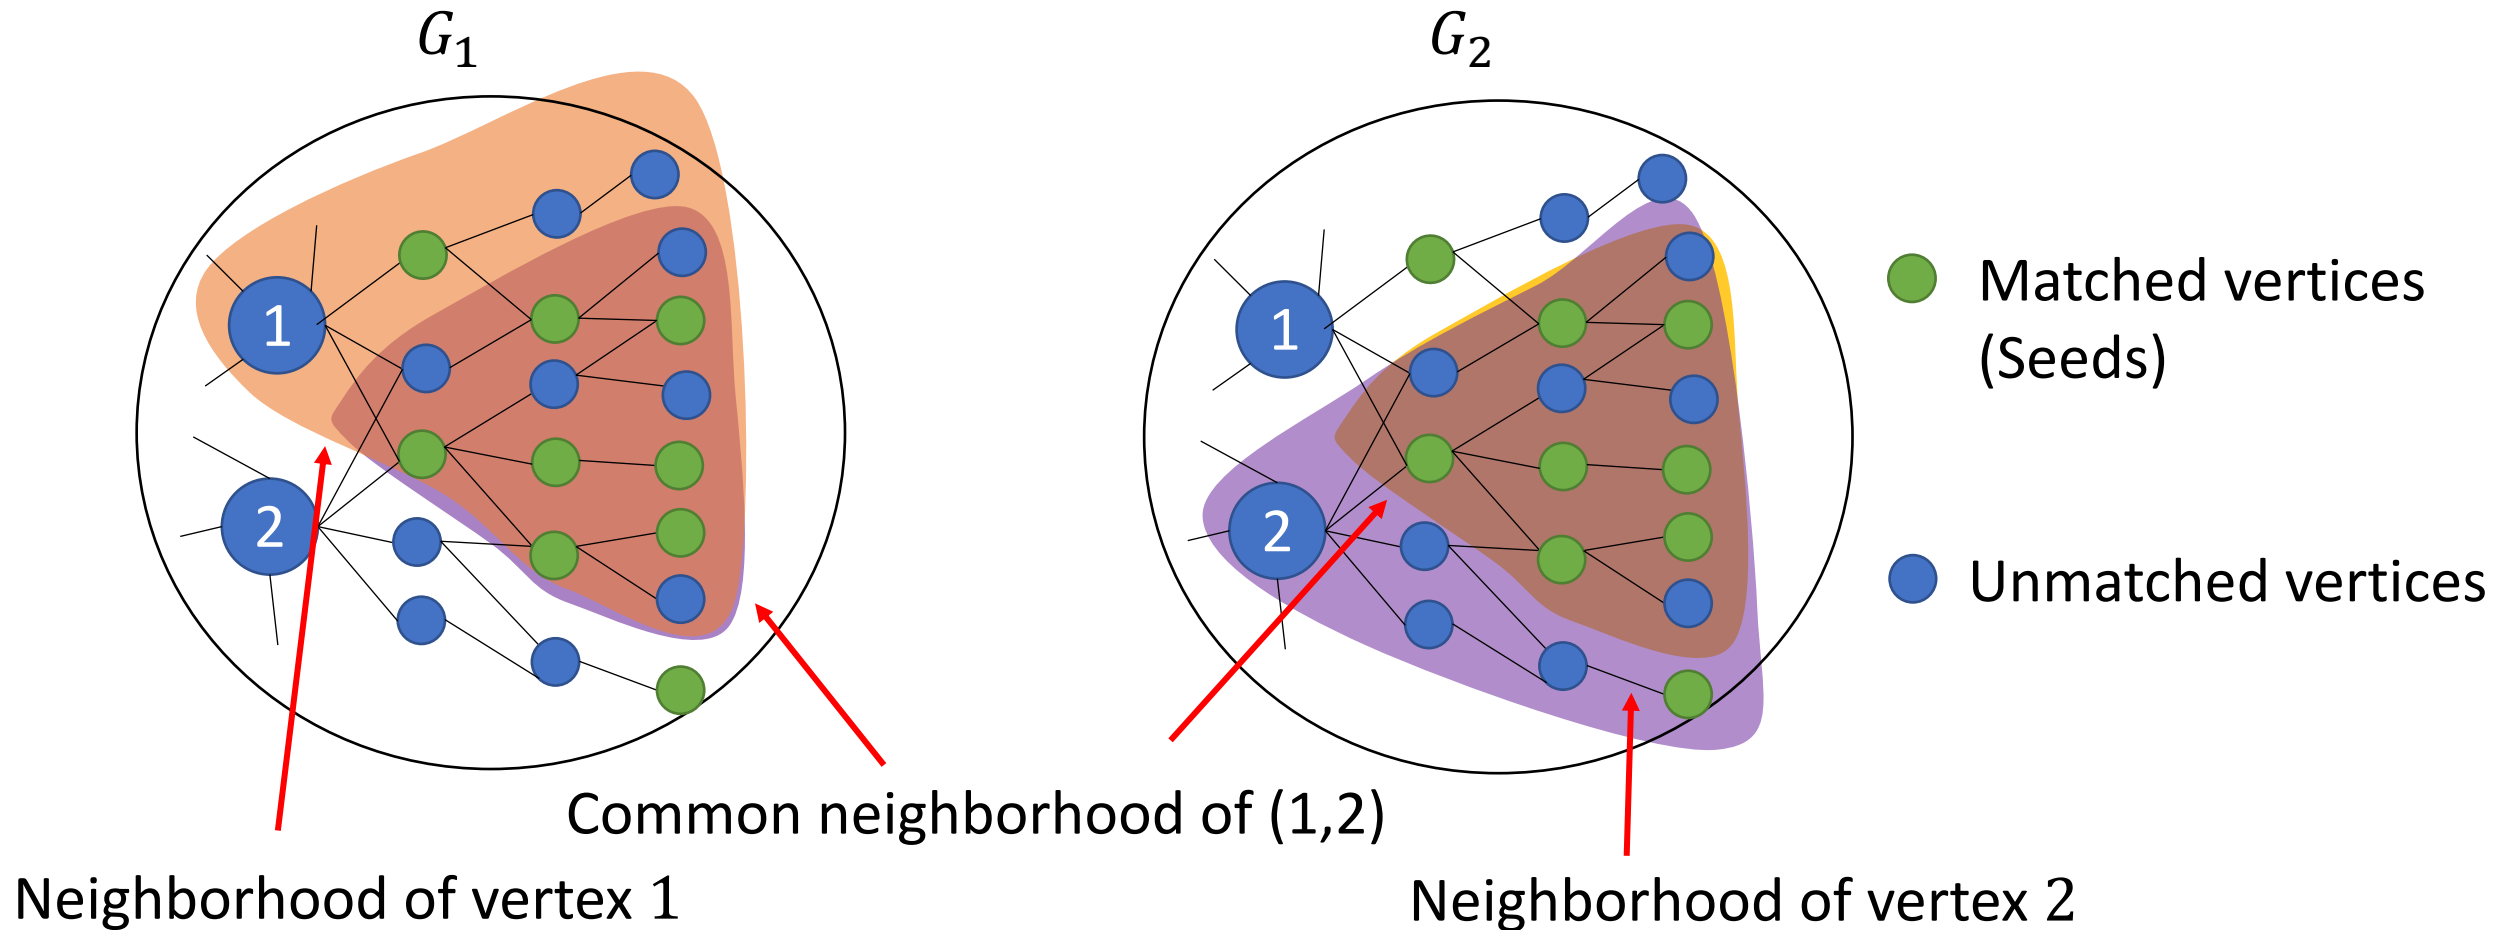 G₁
G₂
1
2
1
2
Matched vertices
(Seeds)
Unmatched vertices
Common neighborhood of (1,2)
Neighborhood of vertex 1
Neighborhood of vertex 2